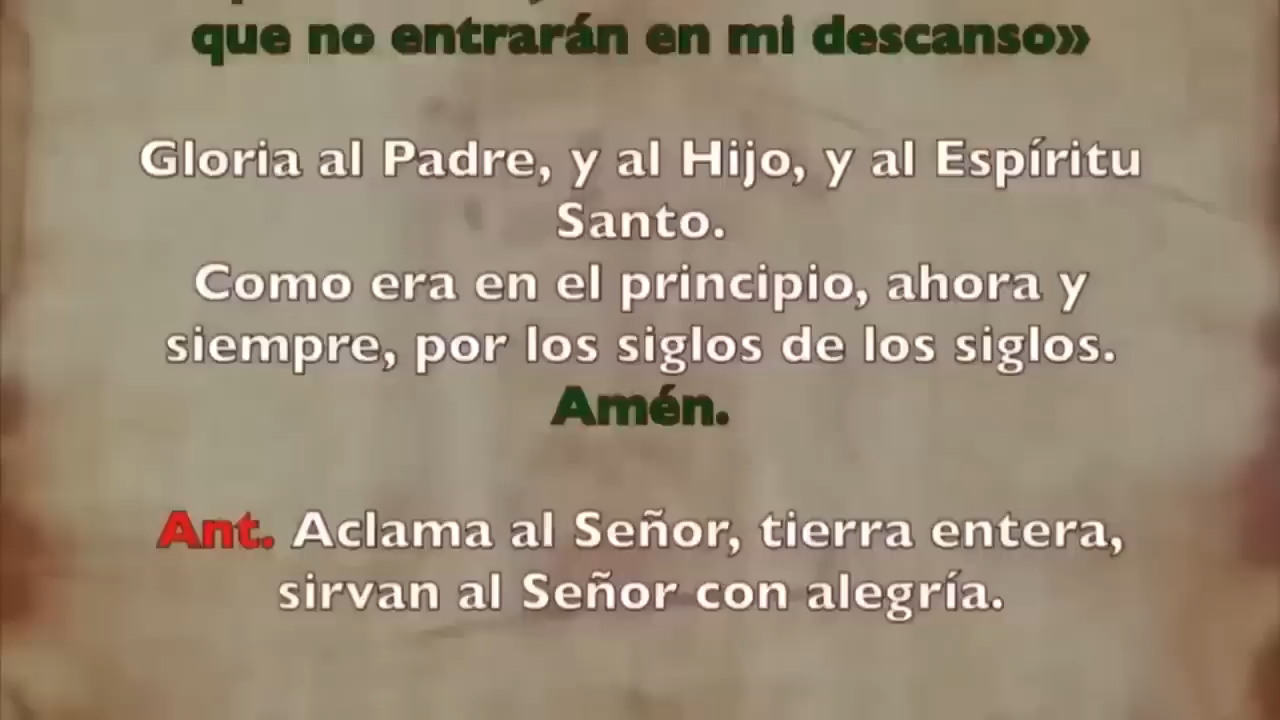 que no entrarán en mi descanso»
Gloria al Padre, y al Hijo, y al Espíritu
Santo.
Como era en el principio, ahora y
siempre, por los siglos de los siglos.
Amén.
Ant. Aclama al Señor, tierra entera,
sirvan al Señor con alegría.